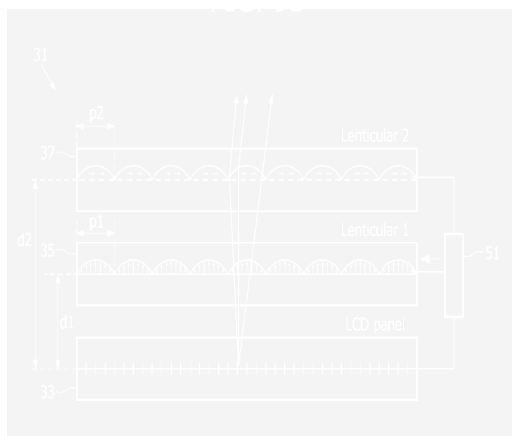 31
p2
Lenticular 2
37
d2
p1
Lenticular 1
35
51
d1
LCD panel
33